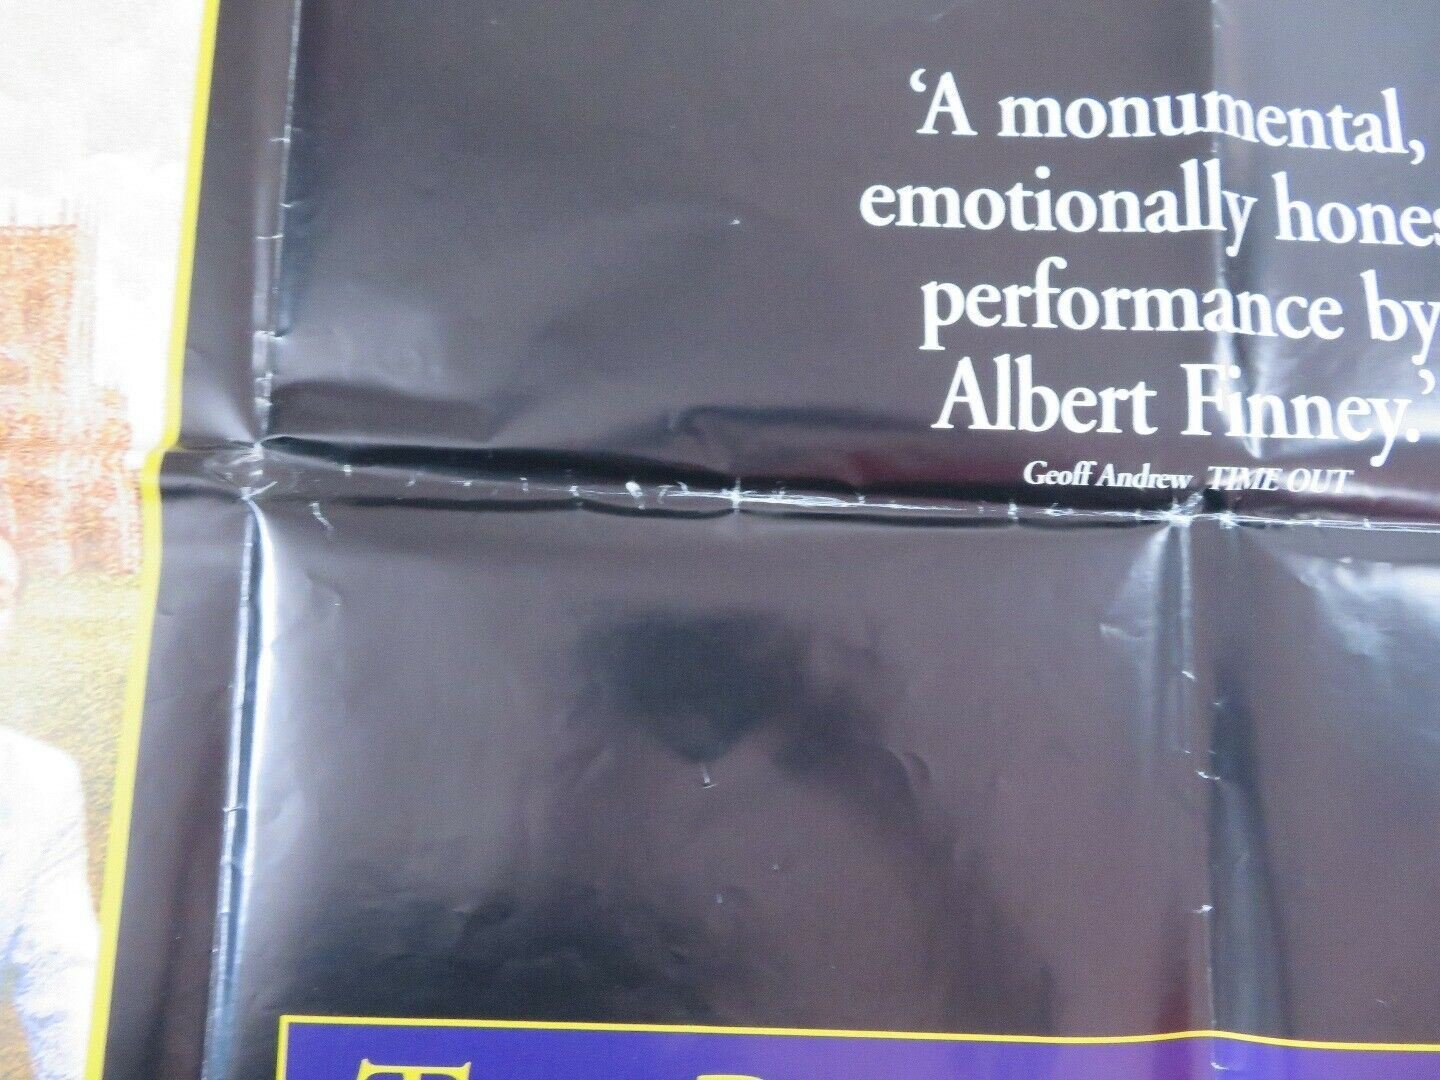 ‘A monumental,
emotionally hones
performance by
Albert Finney.’
Geoff Andrew TIME OUT